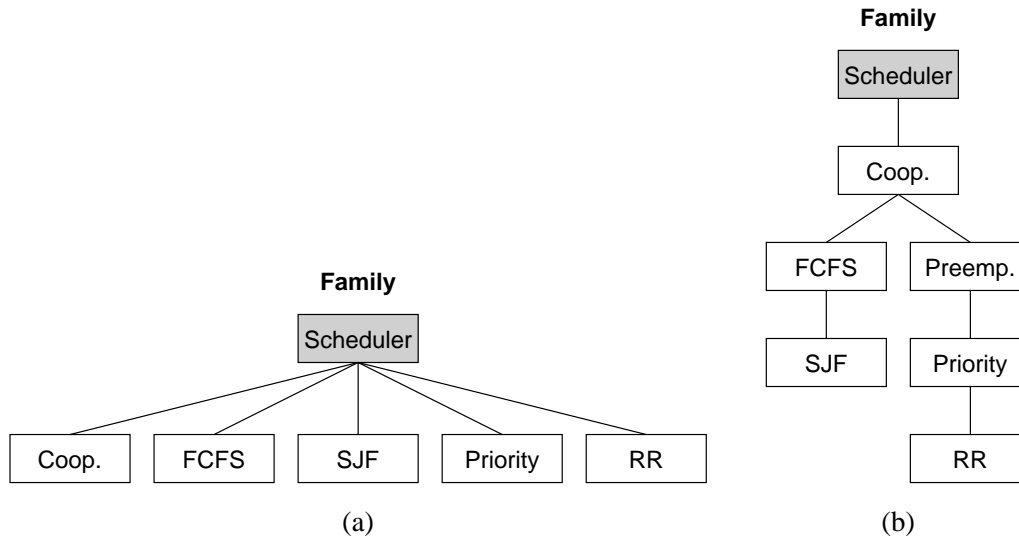 Family
Scheduler
Coop. FCFS SJF Priority RR
(a)
Family
Scheduler
Coop.
FCFS Preemp.
SJF Priority
RR
(b)